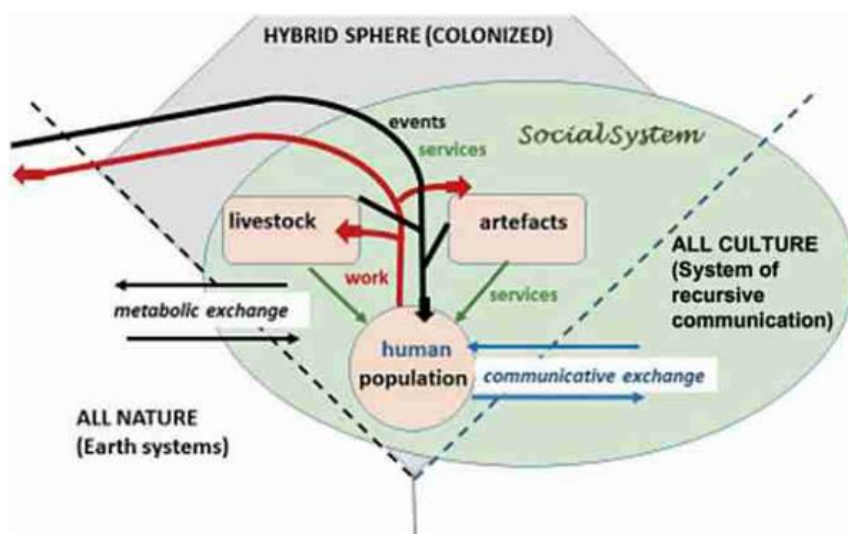 HYBRID SPHERE (COLONIZED)
events
services
SocialSystem
livestock
artefacts
ALL CULTURE
(System of
recursive
communication)
work
services
metabolic exchange
human
population
communicative exchange
ALL NATURE
(Earth systems)